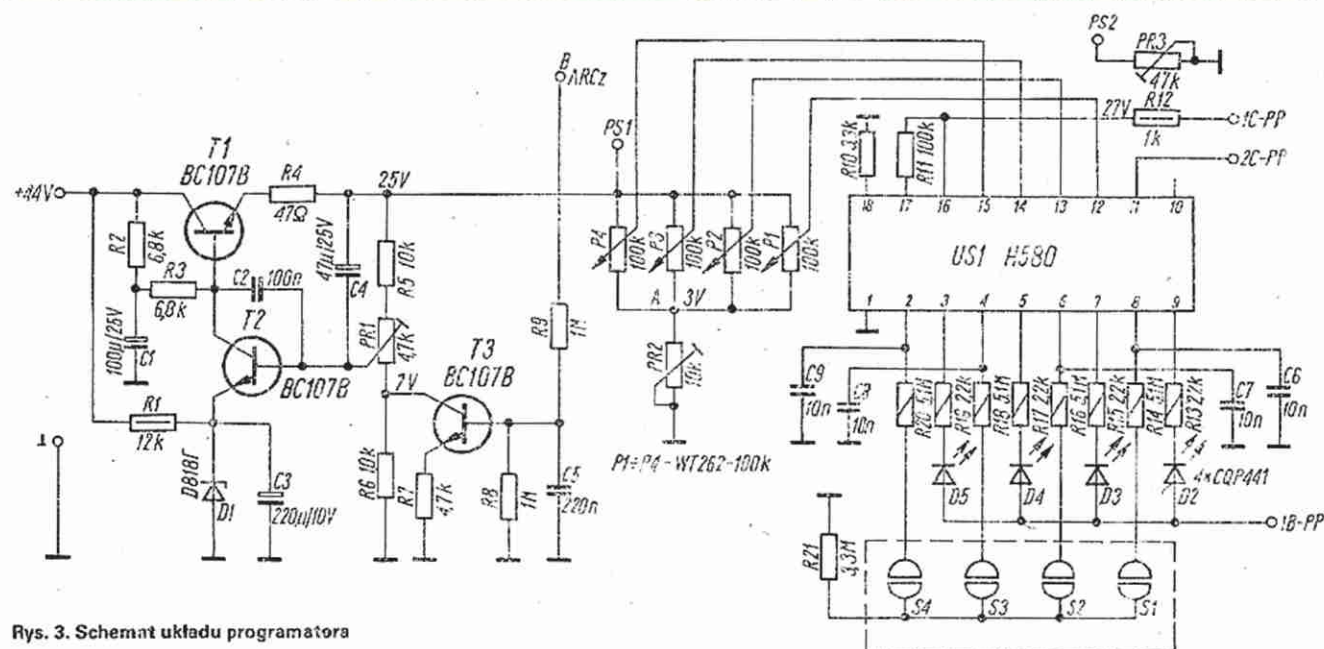 PS2
PR3
47k
B
ARCz
27V
R12
1k
1C-PP
2C-PP
PS1
R10 3,3k
R11 100k
T1
BC107B
+44V
R4
47Ω
25V
18 17 16 15 14 13 12 11 10
US1 H580
1 2 3 4 5 6 7 8 9
R2
6,8k
R3
6,8k
C2
100n
47μ/25V
C4
R5 10k
P4
100k
P3
100k
P2
100k
P1
100k
A 3V
C1
100μ/25V
T2
BC107B
PR1
4,7k
7V
T3
BC107B
R9
1M
PR2
10k
P1÷P4 - WT262-100k
R1
12k
⊥
D818Г
D1
C3
220μ/10V
R6 10k
R7
4,7k
R8
1M
C5
220n
C9
10n
C8
10n
R20 5,1M
R19 22k
R18 5,1M
R17 22k
R16 5,1M
R15 22k
R14 5,1M
R13 22k
C7
10n
C6
10n
D5
D4
D3
D2
4×CQP441
1B-PP
R21
3,3M
S4
S3
S2
S1
Rys. 3. Schemat układu programatora